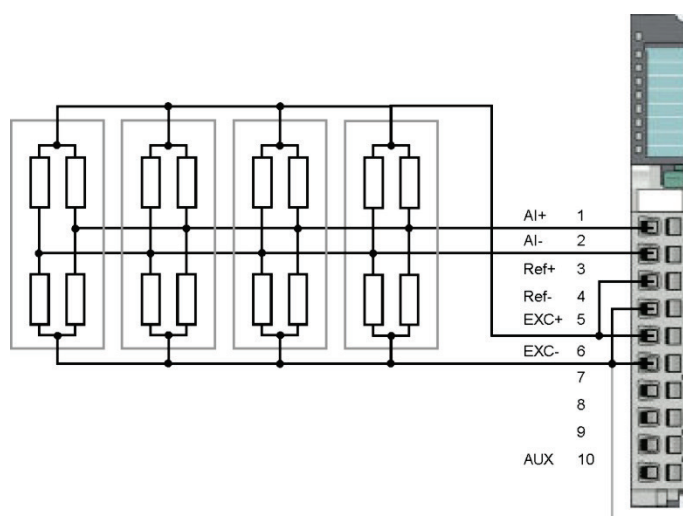 AI+ 1
AI- 2
Ref+ 3
Ref- 4
EXC+ 5
EXC- 6
7
8
9
AUX 10